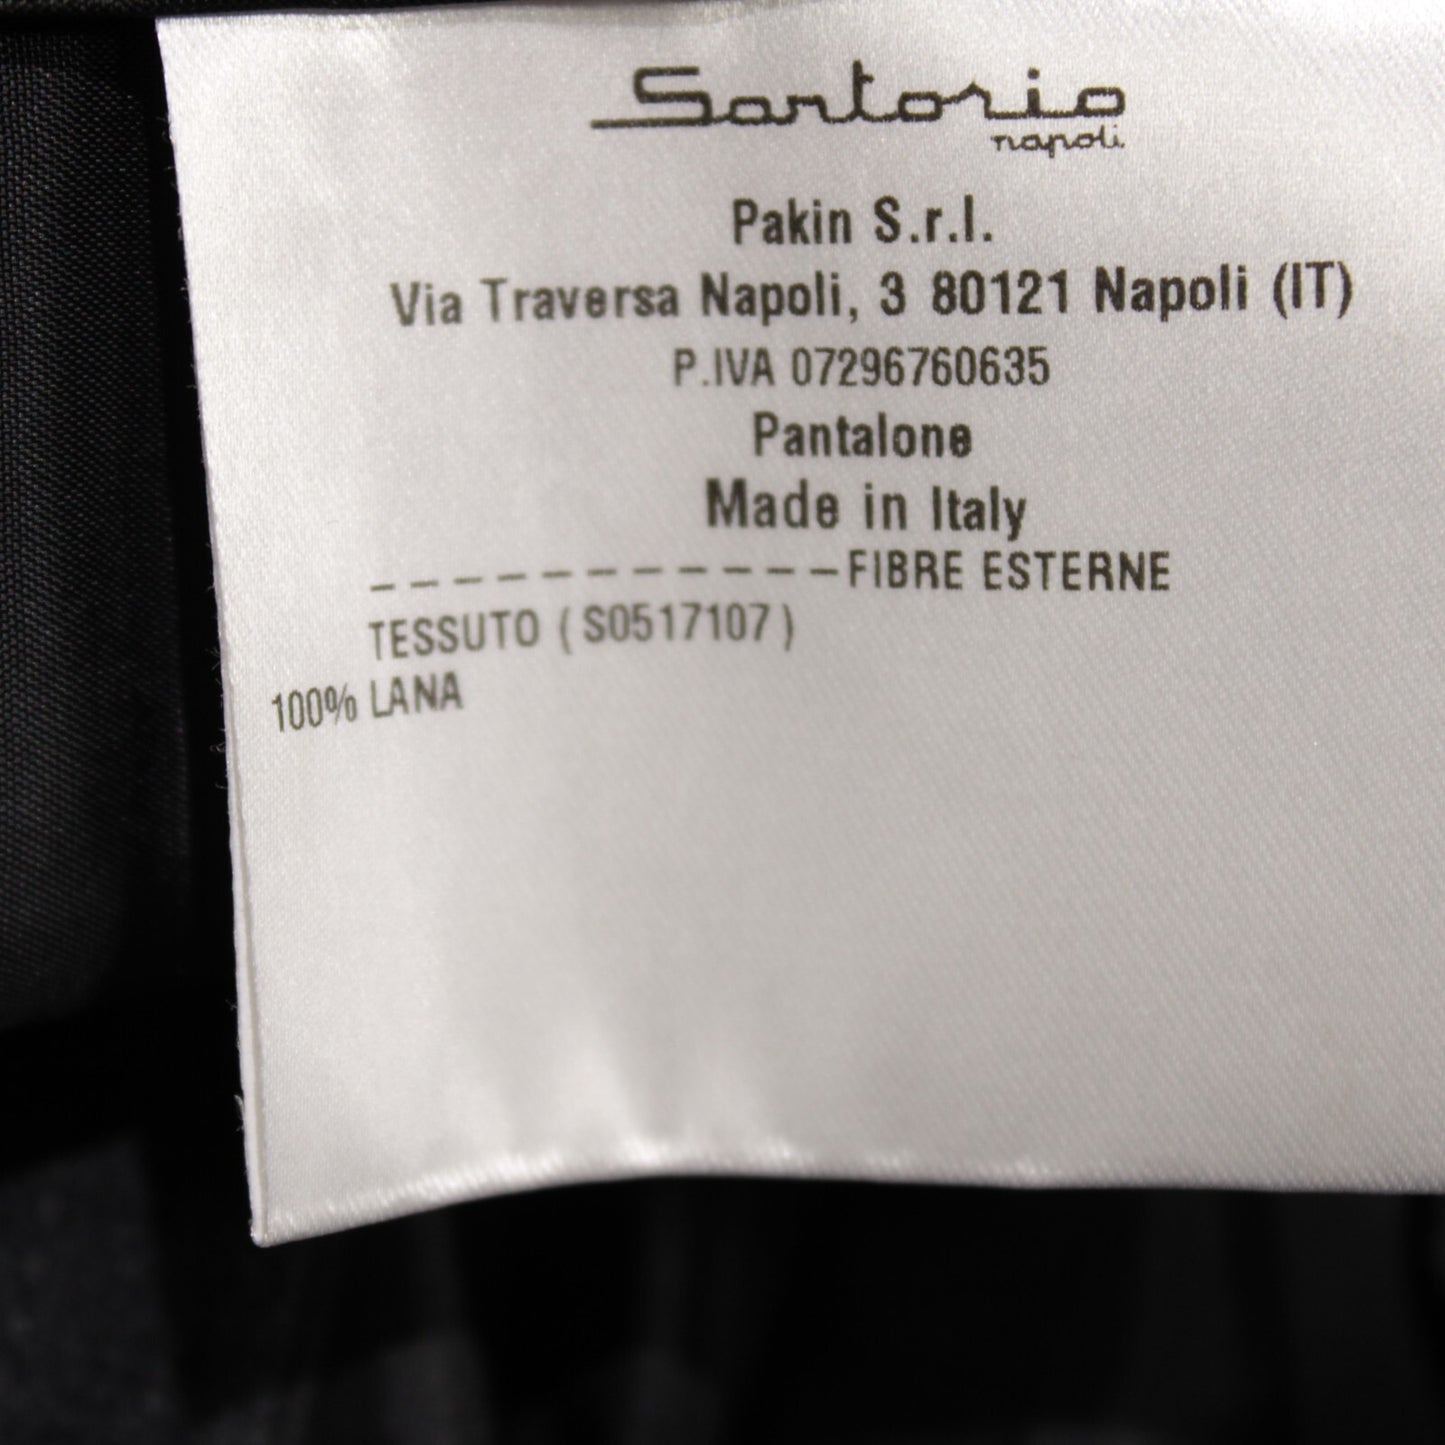 Sartorio
napoli
Pakin S.r.l.
Via Traversa Napoli, 3 80121 Napoli (IT)
P.IVA 07296760635
Pantalone
Made in Italy
-----------FIBRE ESTERNE
TESSUTO (S0517107)
100% LANA